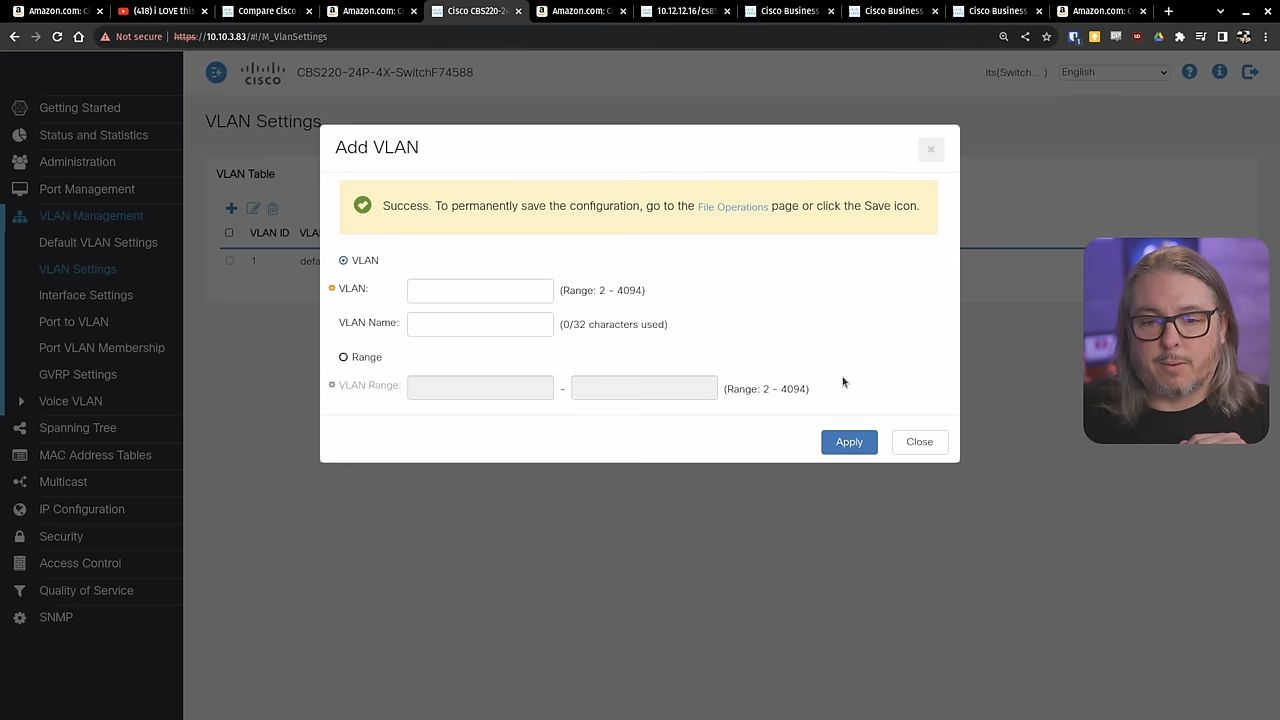 Amazon.com: C
(418) i LOVE this
Compare Cisco
Amazon.com: C
Cisco CBS220-24
Amazon.com: C
10.12.12.16/cs85
Cisco Business
Cisco Business
Cisco Business
Amazon.com: C
Not secure
https://10.10.3.83/#!/M_VlanSettings
CISCO
CBS220-24P-4X-SwitchF74588
Its(Switch... )
English
Getting Started
Status and Statistics
Administration
Port Management
VLAN Management
Default VLAN Settings
VLAN Settings
Interface Settings
Port to VLAN
Port VLAN Membership
GVRP Settings
Voice VLAN
Spanning Tree
MAC Address Tables
Multicast
IP Configuration
Security
Access Control
Quality of Service
SNMP
VLAN Settings
VLAN Table
VLAN ID
1
Add VLAN
Success. To permanently save the configuration, go to the File Operations page or click the Save icon.
VLAN
VLAN: (Range: 2 - 4094)
VLAN Name: (0/32 characters used)
Range
VLAN Range: - (Range: 2 - 4094)
Apply Close